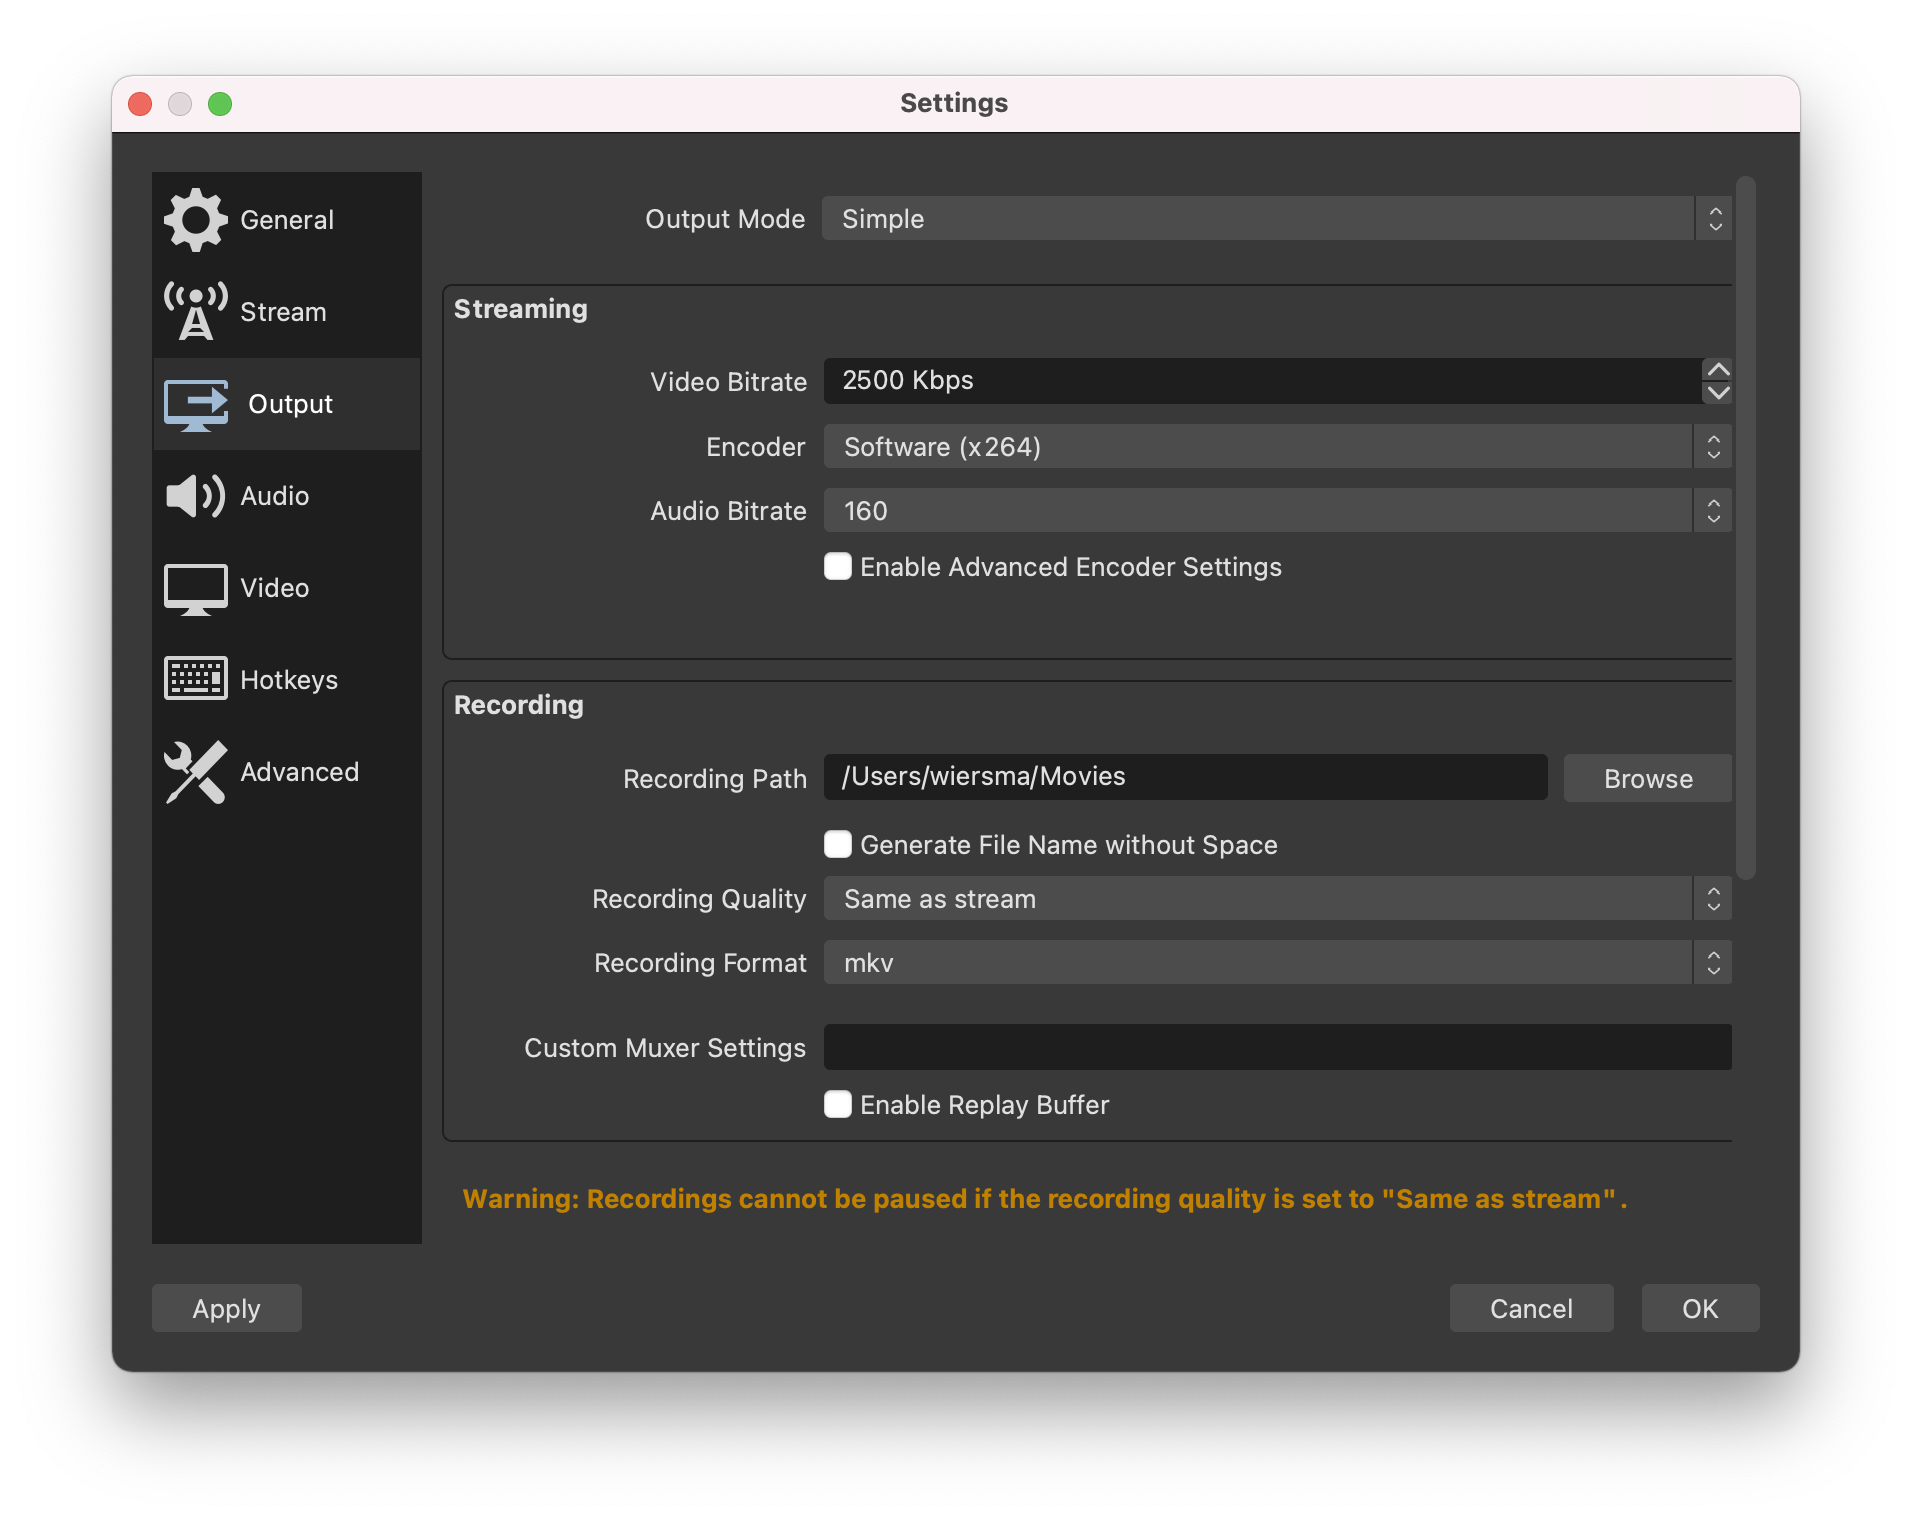 Settings
General
Stream
Output
Audio
Video
Hotkeys
Advanced
Output Mode Simple
Streaming
Video Bitrate 2500 Kbps
Encoder Software (x264)
Audio Bitrate 160
Enable Advanced Encoder Settings
Recording
Recording Path /Users/wiersma/Movies Browse
Generate File Name without Space
Recording Quality Same as stream
Recording Format mkv
Custom Muxer Settings
Enable Replay Buffer
Warning: Recordings cannot be paused if the recording quality is set to "Same as stream".
Apply Cancel OK